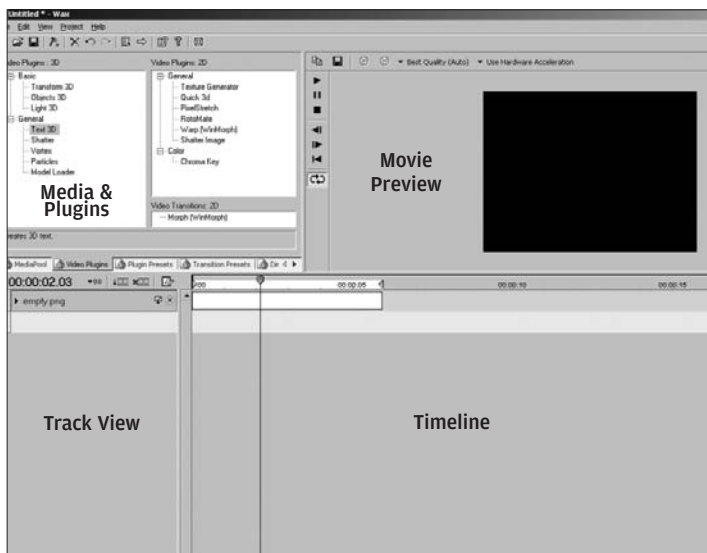 Untitled * - Wax
Edit View Project Help
Video Plugins : 3D
Basic
Transform 3D
Objects 3D
Light 3D
General
Text 3D
Shatter
Vortex
Particles
Model Loader
Media &
Plugins
creates 3D text.
Video Plugins: 2D
General
Texture Generator
Quick 3d
PixelStretch
RotoMate
Warp (WinMorph)
Shatter Image
Color
Chroma Key
Video Transitions: 2D
Morph (WinMorph)
MediaPool Video Plugins Plugin Presets Transition Presets Dir
Best Quality (Auto) Use Hardware Acceleration
Movie
Preview
00:00:02.03
00:00:05 00:00:10 00:00:15
empty.png
Track View
Timeline